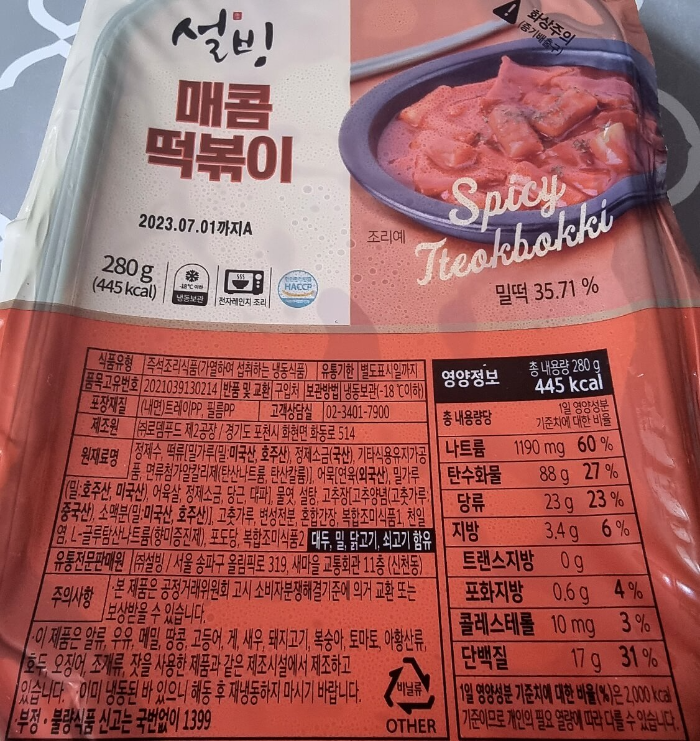 설빙
매콤
떡볶이
2023.07.01까지A
280g
(445 kcal)
냉동보관
전자레인지 조리
HACCP
화상주의
(증기배출구)
조리예
Spicy
Tteokbokki
밀떡 35.71 %
식품유형 즉석조리식품(가열하여 섭취하는 냉동식품) 유통기한 별도표시일까지
품목고유번호 2021039130214 반품 및 교환 구입처 보관방법 냉동보관(-18℃이하)
포장재질 (내면)트레이PP 필름PP 고객상담실 02-3401-7900
제조원 ㈜로뎀푸드 제2공장 / 경기도 포천시 화현면 화동로 514
원재료명 정제수, 떡류[밀가루(밀:미국산, 호주산), 정제소금(국산), 기타식용유지가공
품, 면류첨가알칼리제(탄산나트륨, 탄산칼륨)], 어묵[연육(외국산), 밀가루
(밀:호주산, 미국산), 어육살, 정제소금, 당근, 대파], 물엿, 설탕, 고추장[고추양념(고춧가루:
중국산), 소맥분(밀:미국산, 호주산)], 고춧가루, 변성전분, 혼합간장, 복합조미식품1, 천일
염, L-글루탐산나트륨(향미증진제), 포도당, 복합조미식품2 대두, 밀, 닭고기, 쇠고기 함유
유통전문판매원 ㈜설빙 / 서울 송파구 올림픽로 319, 새마을 교통회관 11층 (신천동)
주의사항 ·본 제품은 공정거래위원회 고시 소비자분쟁해결기준에 의거 교환 또는
보상받을 수 있습니다.
·이 제품은 알류, 우유, 메밀, 땅콩, 고등어, 게, 새우, 돼지고기, 복숭아, 토마토, 아황산류,
호두, 오징어, 조개류, 잣을 사용한 제품과 같은 제조시설에서 제조하고
있습니다. ·이미 냉동된 바 있으니 해동 후 재냉동하지 마시기 바랍니다.
부정·불량식품 신고는 국번없이 1399
비닐류
OTHER
영양정보 총 내용량 280 g
445 kcal
총 내용량당 1일 영양성분
기준치에 대한 비율
나트륨 1190 mg 60 %
탄수화물 88 g 27 %
당류 23 g 23 %
지방 3.4 g 6 %
트랜스지방 0 g
포화지방 0.6 g 4 %
콜레스테롤 10 mg 3 %
단백질 17 g 31 %
1일 영양성분 기준치에 대한 비율(%)은 2,000 kcal
기준이므로 개인의 필요 열량에 따라 다를 수 있습니다.